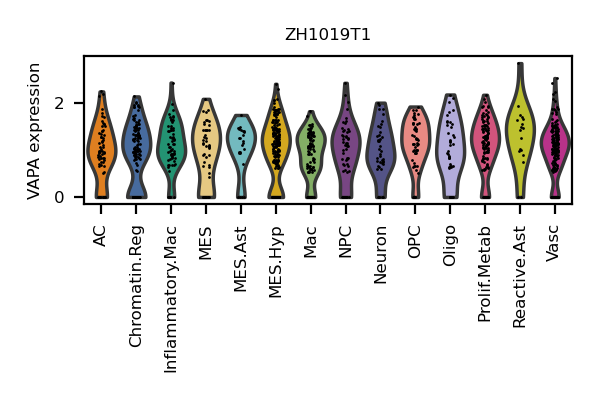 ZH1019T1
VAPA expression
2
0
AC
Chromatin.Reg
Inflammatory.Mac
MES
MES.Ast
MES.Hyp
Mac
NPC
Neuron
OPC
Oligo
Prolif.Metab
Reactive.Ast
Vasc